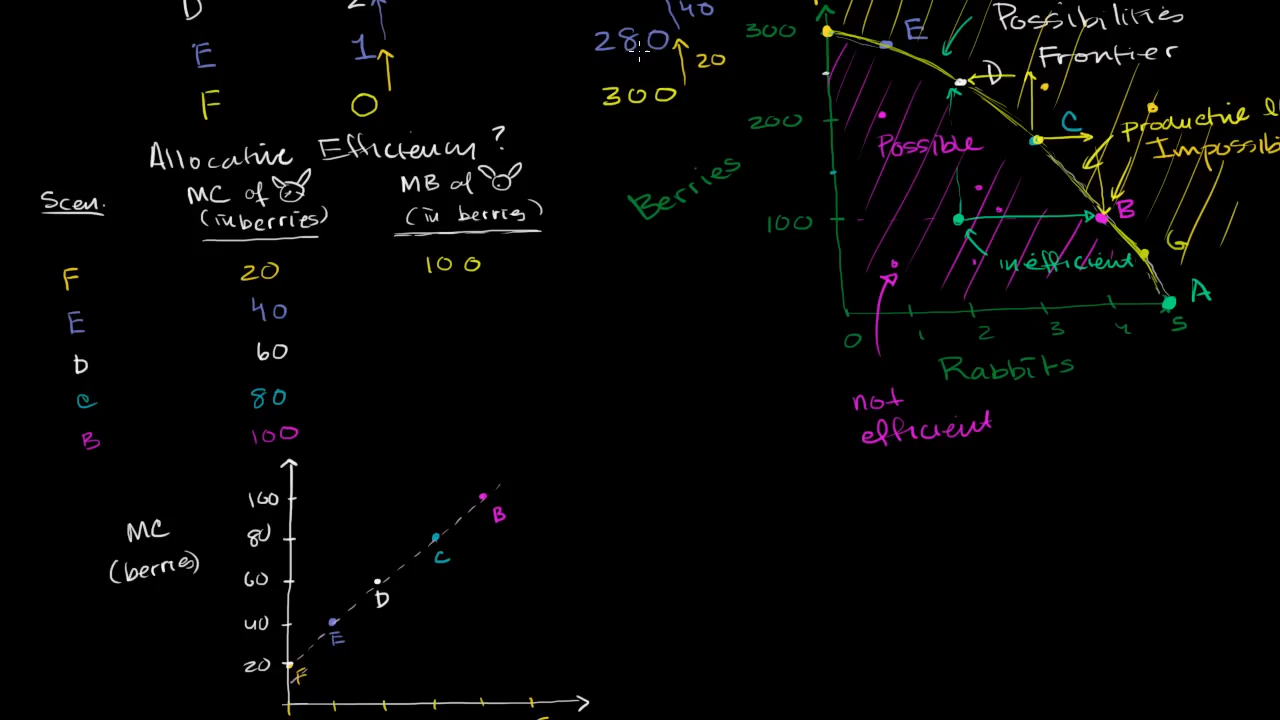 D 2 40
E 1 280 20
F 0 300
Allocative Efficiency?
Scen. MC of (in berries) MB of (in berries)
F 20 100
E 40
D 60
C 80
B 100
MC (berries)
100
80
60
40
20
F
E
D
C
B
Possibilities
Frontier
300
200
100
Berries
E
D
C
B
G
A
Possible
productive
inefficient
0 1 2 3 4 5
Rabbits
not
efficient